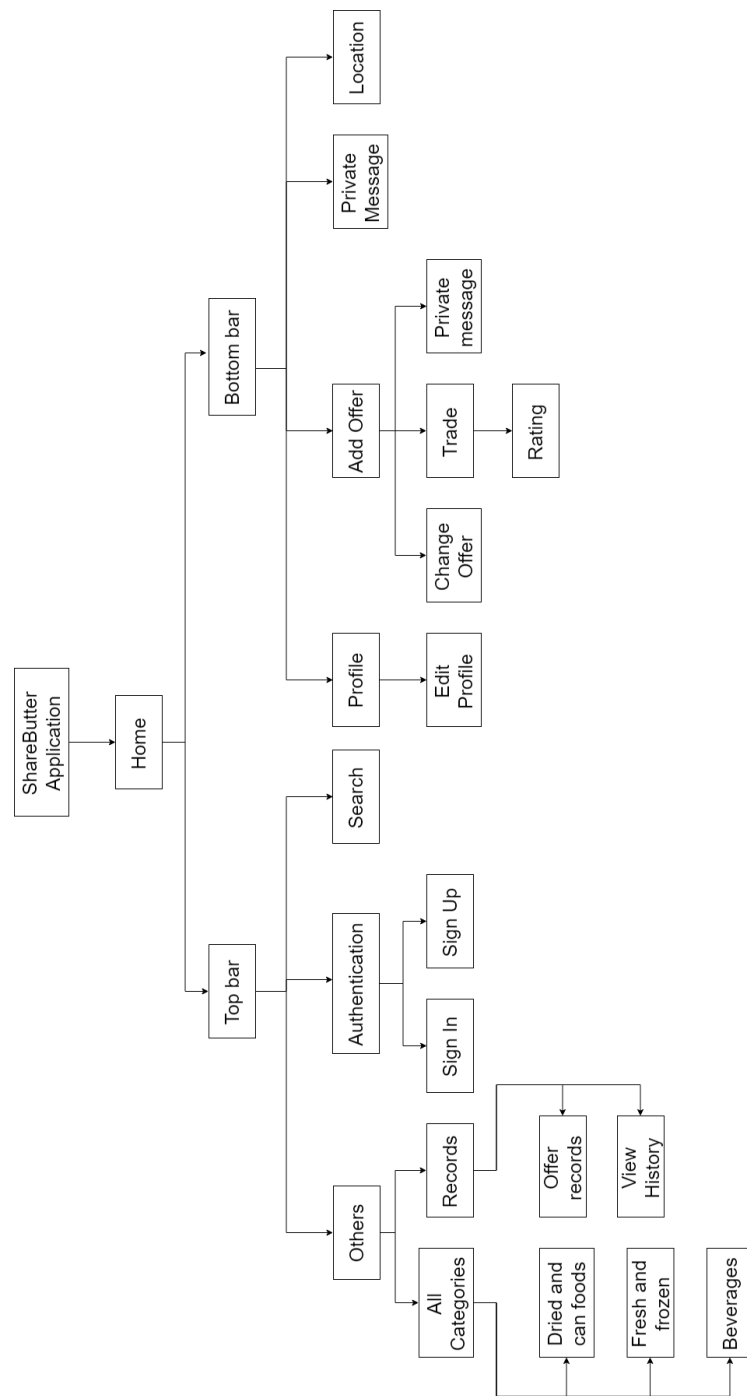 ShareButter
Application
Home
Top bar
Bottom bar
Others
Authentication
Search
Profile
Add Offer
Private
Message
Location
All
Categories
Records
Sign In
Sign Up
Edit
Profile
Change
Offer
Trade
Private
message
Rating
Dried and
can foods
Offer
records
Fresh and
frozen
View
History
Beverages